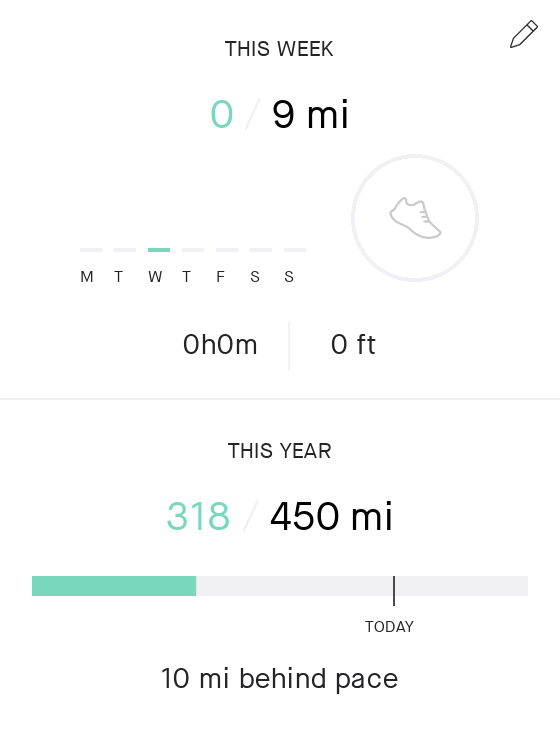 THIS WEEK
0 / 9 mi
M T W T F S S
0h0m 0 ft
THIS YEAR
318 / 450 mi
TODAY
10 mi behind pace